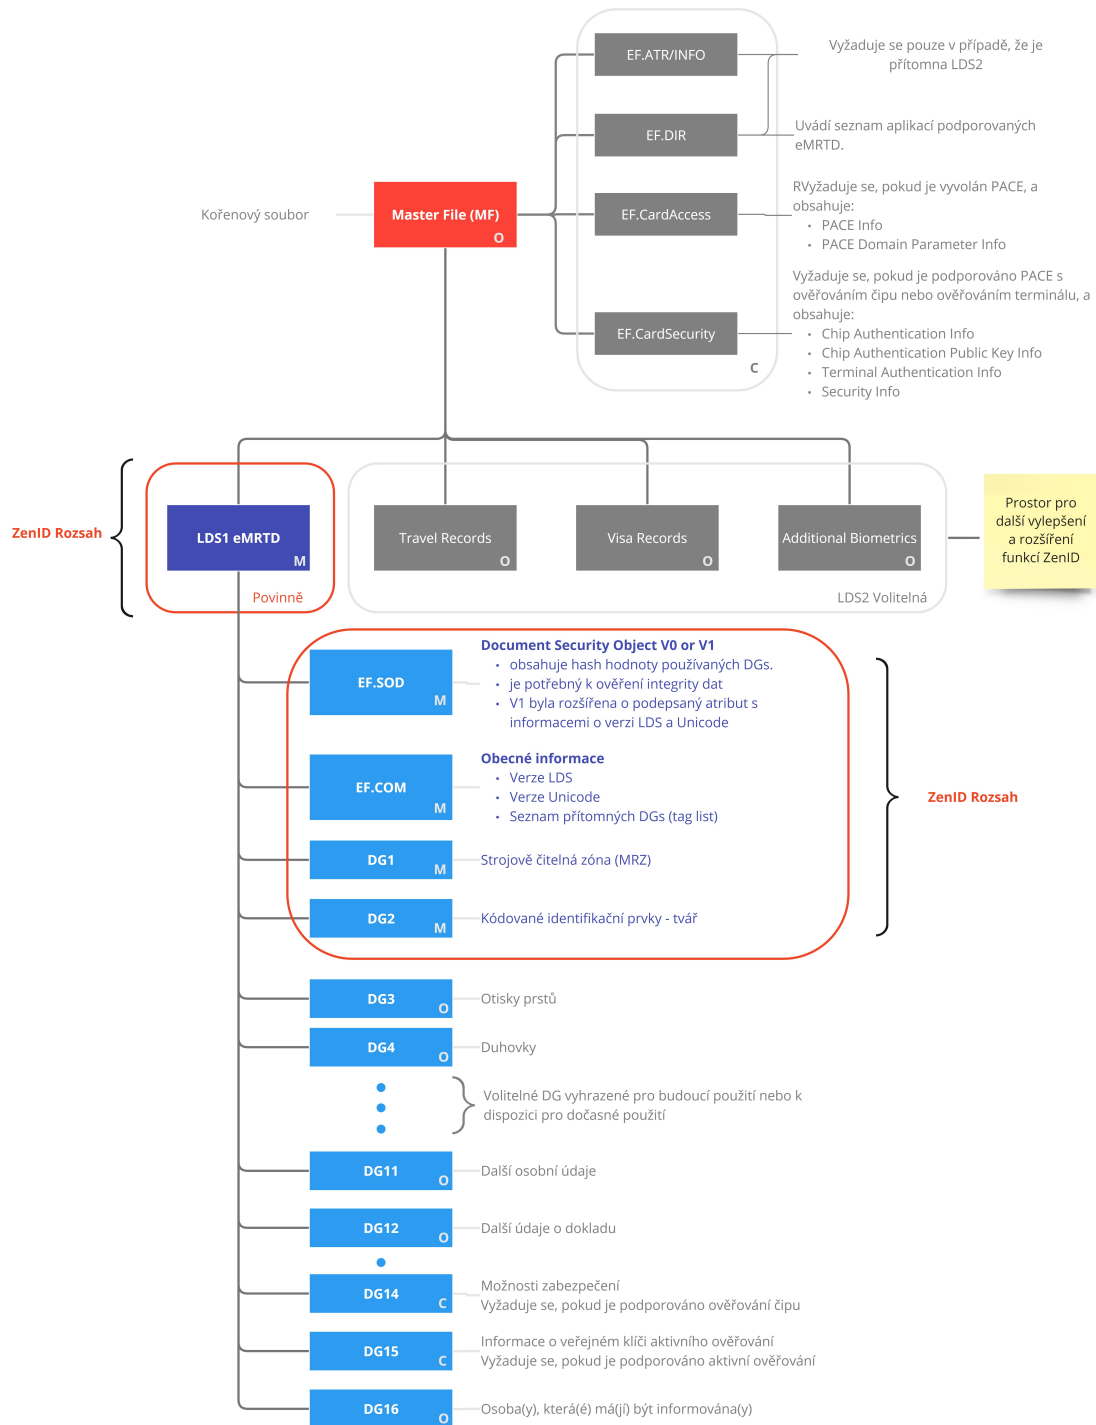 EF.ATR/INFO
Vyžaduje se pouze v případě, že je
přítomna LDS2
EF.DIR
Uvádí seznam aplikací podporovaných
eMRTD.
Kořenový soubor
Master File (MF)
O
EF.CardAccess
RVyžaduje se, pokud je vyvolán PACE, a
obsahuje:
• PACE Info
• PACE Domain Parameter Info
EF.CardSecurity
Vyžaduje se, pokud je podporováno PACE s
ověřováním čipu nebo ověřováním terminálu, a
obsahuje:
• Chip Authentication Info
• Chip Authentication Public Key Info
• Terminal Authentication Info
• Security Info
C
ZenID Rozsah
LDS1 eMRTD
M
Povinně
Travel Records
O
Visa Records
O
Additional Biometrics
O
LDS2 Volitelná
Prostor pro
další vylepšení
a rozšíření
funkcí ZenID
EF.SOD
M
Document Security Object V0 or V1
• obsahuje hash hodnoty používaných DGs.
• je potřebný k ověření integrity dat
• V1 byla rozšířena o podepsaný atribut s
informacemi o verzi LDS a Unicode
EF.COM
M
Obecné informace
• Verze LDS
• Verze Unicode
• Seznam přítomných DGs (tag list)
ZenID Rozsah
DG1
M
Strojově čitelná zóna (MRZ)
DG2
M
Kódované identifikační prvky - tvář
DG3
O
Otisky prstů
DG4
O
Duhovky
Volitelné DG vyhrazené pro budoucí použití nebo k
dispozici pro dočasné použití
DG11
O
Další osobní údaje
DG12
O
Další údaje o dokladu
DG14
C
Možnosti zabezpečení
Vyžaduje se, pokud je podporováno ověřování čipu
DG15
C
Informace o veřejném klíči aktivního ověřování
Vyžaduje se, pokud je podporováno aktivní ověřování
DG16
O
Osoba(y), která(é) má(jí) být informována(y)